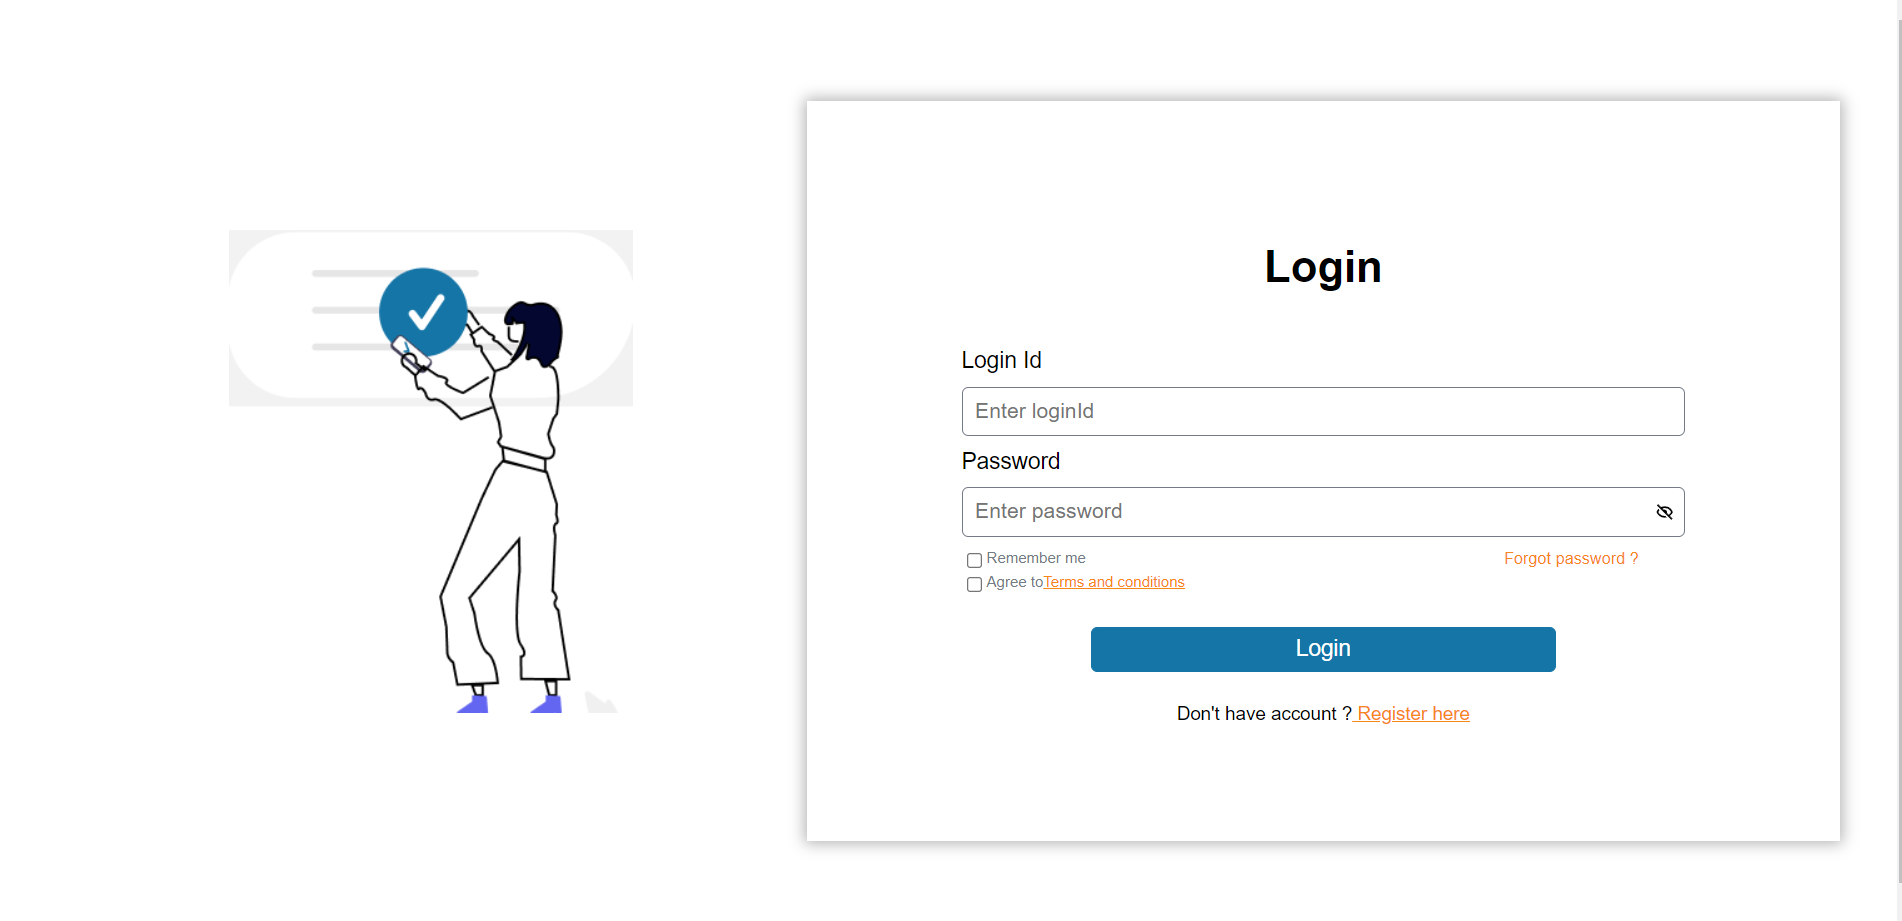 Login
Login Id
Enter loginId
Password
Enter password
Remember me Forgot password ?
Agree toTerms and conditions
Login
Don't have account ? Register here